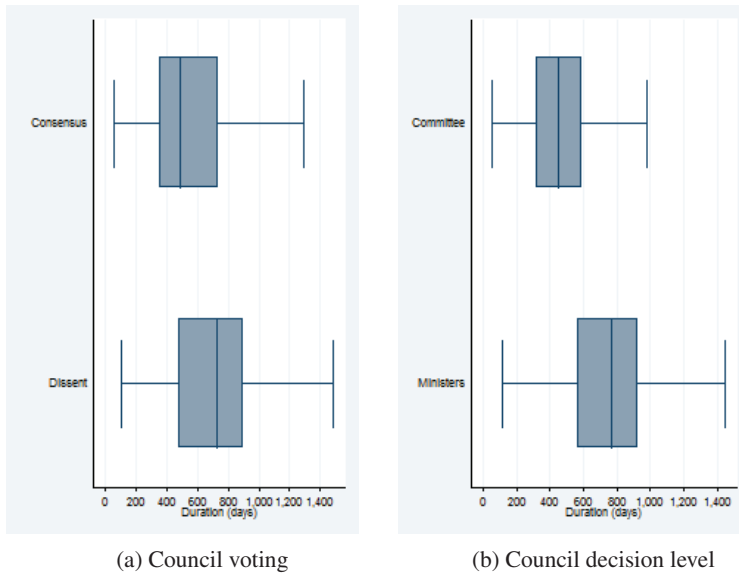 Consensus
Dissent
0 200 400 600 800 1,000 1,200 1,400
Duration (days)
(a) Council voting
Committee
Ministers
0 200 400 600 800 1,000 1,200 1,400
Duration (days)
(b) Council decision level